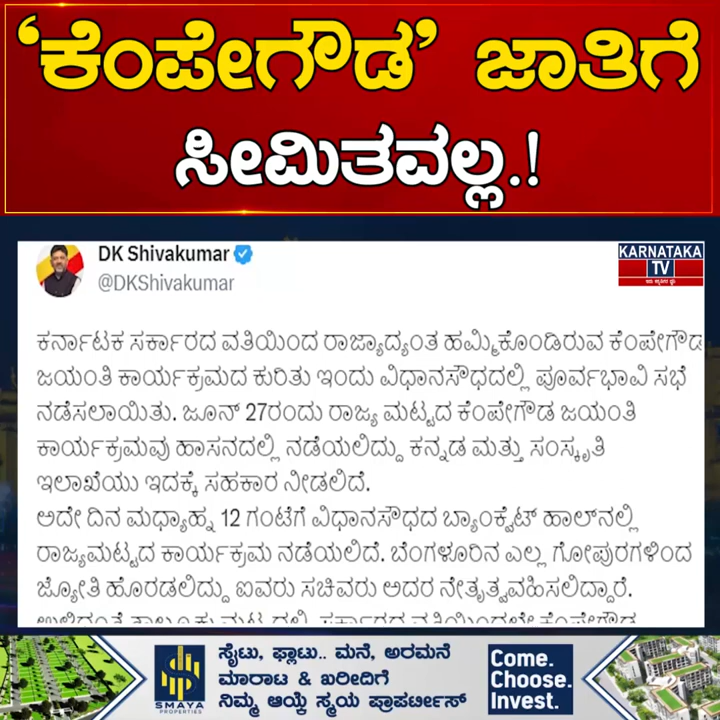 ‘ಕೆಂಪೇಗೌಡ’ ಜಾತಿಗೆ
ಸೀಮಿತವಲ್ಲ.!
DK Shivakumar
@DKShivakumar
KARNATAKA
TV
ಕರ್ನಾಟಕ ಸರ್ಕಾರದ ವತಿಯಿಂದ ರಾಜ್ಯಾದ್ಯಂತ ಹಮ್ಮಿಕೊಂಡಿರುವ ಕೆಂಪೇಗೌಡ
ಜಯಂತಿ ಕಾರ್ಯಕ್ರಮದ ಕುರಿತು ಇಂದು ವಿಧಾನಸೌಧದಲ್ಲಿ ಪೂರ್ವಭಾವಿ ಸಭೆ
ನಡೆಸಲಾಯಿತು. ಜೂನ್ 27ರಂದು ರಾಜ್ಯ ಮಟ್ಟದ ಕೆಂಪೇಗೌಡ ಜಯಂತಿ
ಕಾರ್ಯಕ್ರಮವು ಹಾಸನದಲ್ಲಿ ನಡೆಯಲಿದ್ದು ಕನ್ನಡ ಮತ್ತು ಸಂಸ್ಕೃತಿ
ಇಲಾಖೆಯು ಇದಕ್ಕೆ ಸಹಕಾರ ನೀಡಲಿದೆ.
ಅದೇ ದಿನ ಮಧ್ಯಾಹ್ನ 12 ಗಂಟೆಗೆ ವಿಧಾನಸೌಧದ ಬ್ಯಾಂಕ್ವೆಟ್ ಹಾಲ್‌ನಲ್ಲಿ
ರಾಜ್ಯಮಟ್ಟದ ಕಾರ್ಯಕ್ರಮ ನಡೆಯಲಿದೆ. ಬೆಂಗಳೂರಿನ ಎಲ್ಲ ಗೋಪುರಗಳಿಂದ
ಜ್ಯೋತಿ ಹೊರಡಲಿದ್ದು ಐವರು ಸಚಿವರು ಅದರ ನೇತೃತ್ವವಹಿಸಲಿದ್ದಾರೆ.
SMAYA
PROPERTIES
ಸೈಟು, ಫ್ಲಾಟು.. ಮನೆ, ಅರಮನೆ
ಮಾರಾಟ & ಖರೀದಿಗೆ
ನಿಮ್ಮ ಆಯ್ಕೆ ಸ್ಮಯ ಪ್ರಾಪರ್ಟೀಸ್
Come.
Choose.
Invest.